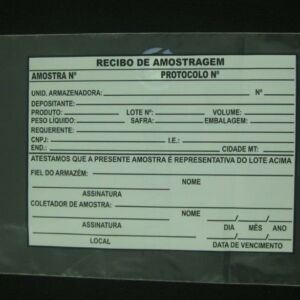 RECIBO DE AMOSTRAGEM
AMOSTRA Nº PROTOCOLO Nº
UNID. ARMAZENADORA: Nº
DEPOSITANTE:
PRODUTO: LOTE Nº: VOLUME:
PESO LÍQUIDO: SAFRA: EMBALAGEM:
REQUERENTE:
CNPJ: I.E.:
END.: CIDADE MT:
ATESTAMOS QUE A PRESENTE AMOSTRA É REPRESENTATIVA DO LOTE ACIMA
FIEL DO ARMAZÉM:
NOME
ASSINATURA
COLETADOR DE AMOSTRA:
NOME
ASSINATURA DIA MÊS ANO
LOCAL DATA DE VENCIMENTO